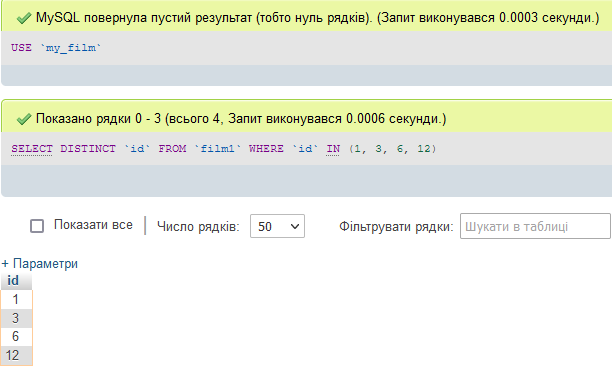 MySQL повернула пустий результат (тобто нуль рядків). (Запит виконувався 0.0003 секунди.)
USE `my_film`
Показано рядки 0 - 3 (всього 4, Запит виконувався 0.0006 секунди.)
SELECT DISTINCT `id` FROM `film1` WHERE `id` IN (1, 3, 6, 12)
Показати все Число рядків: 50 Фільтрувати рядки: Шукати в таблиці
+ Параметри
id
1
3
6
12